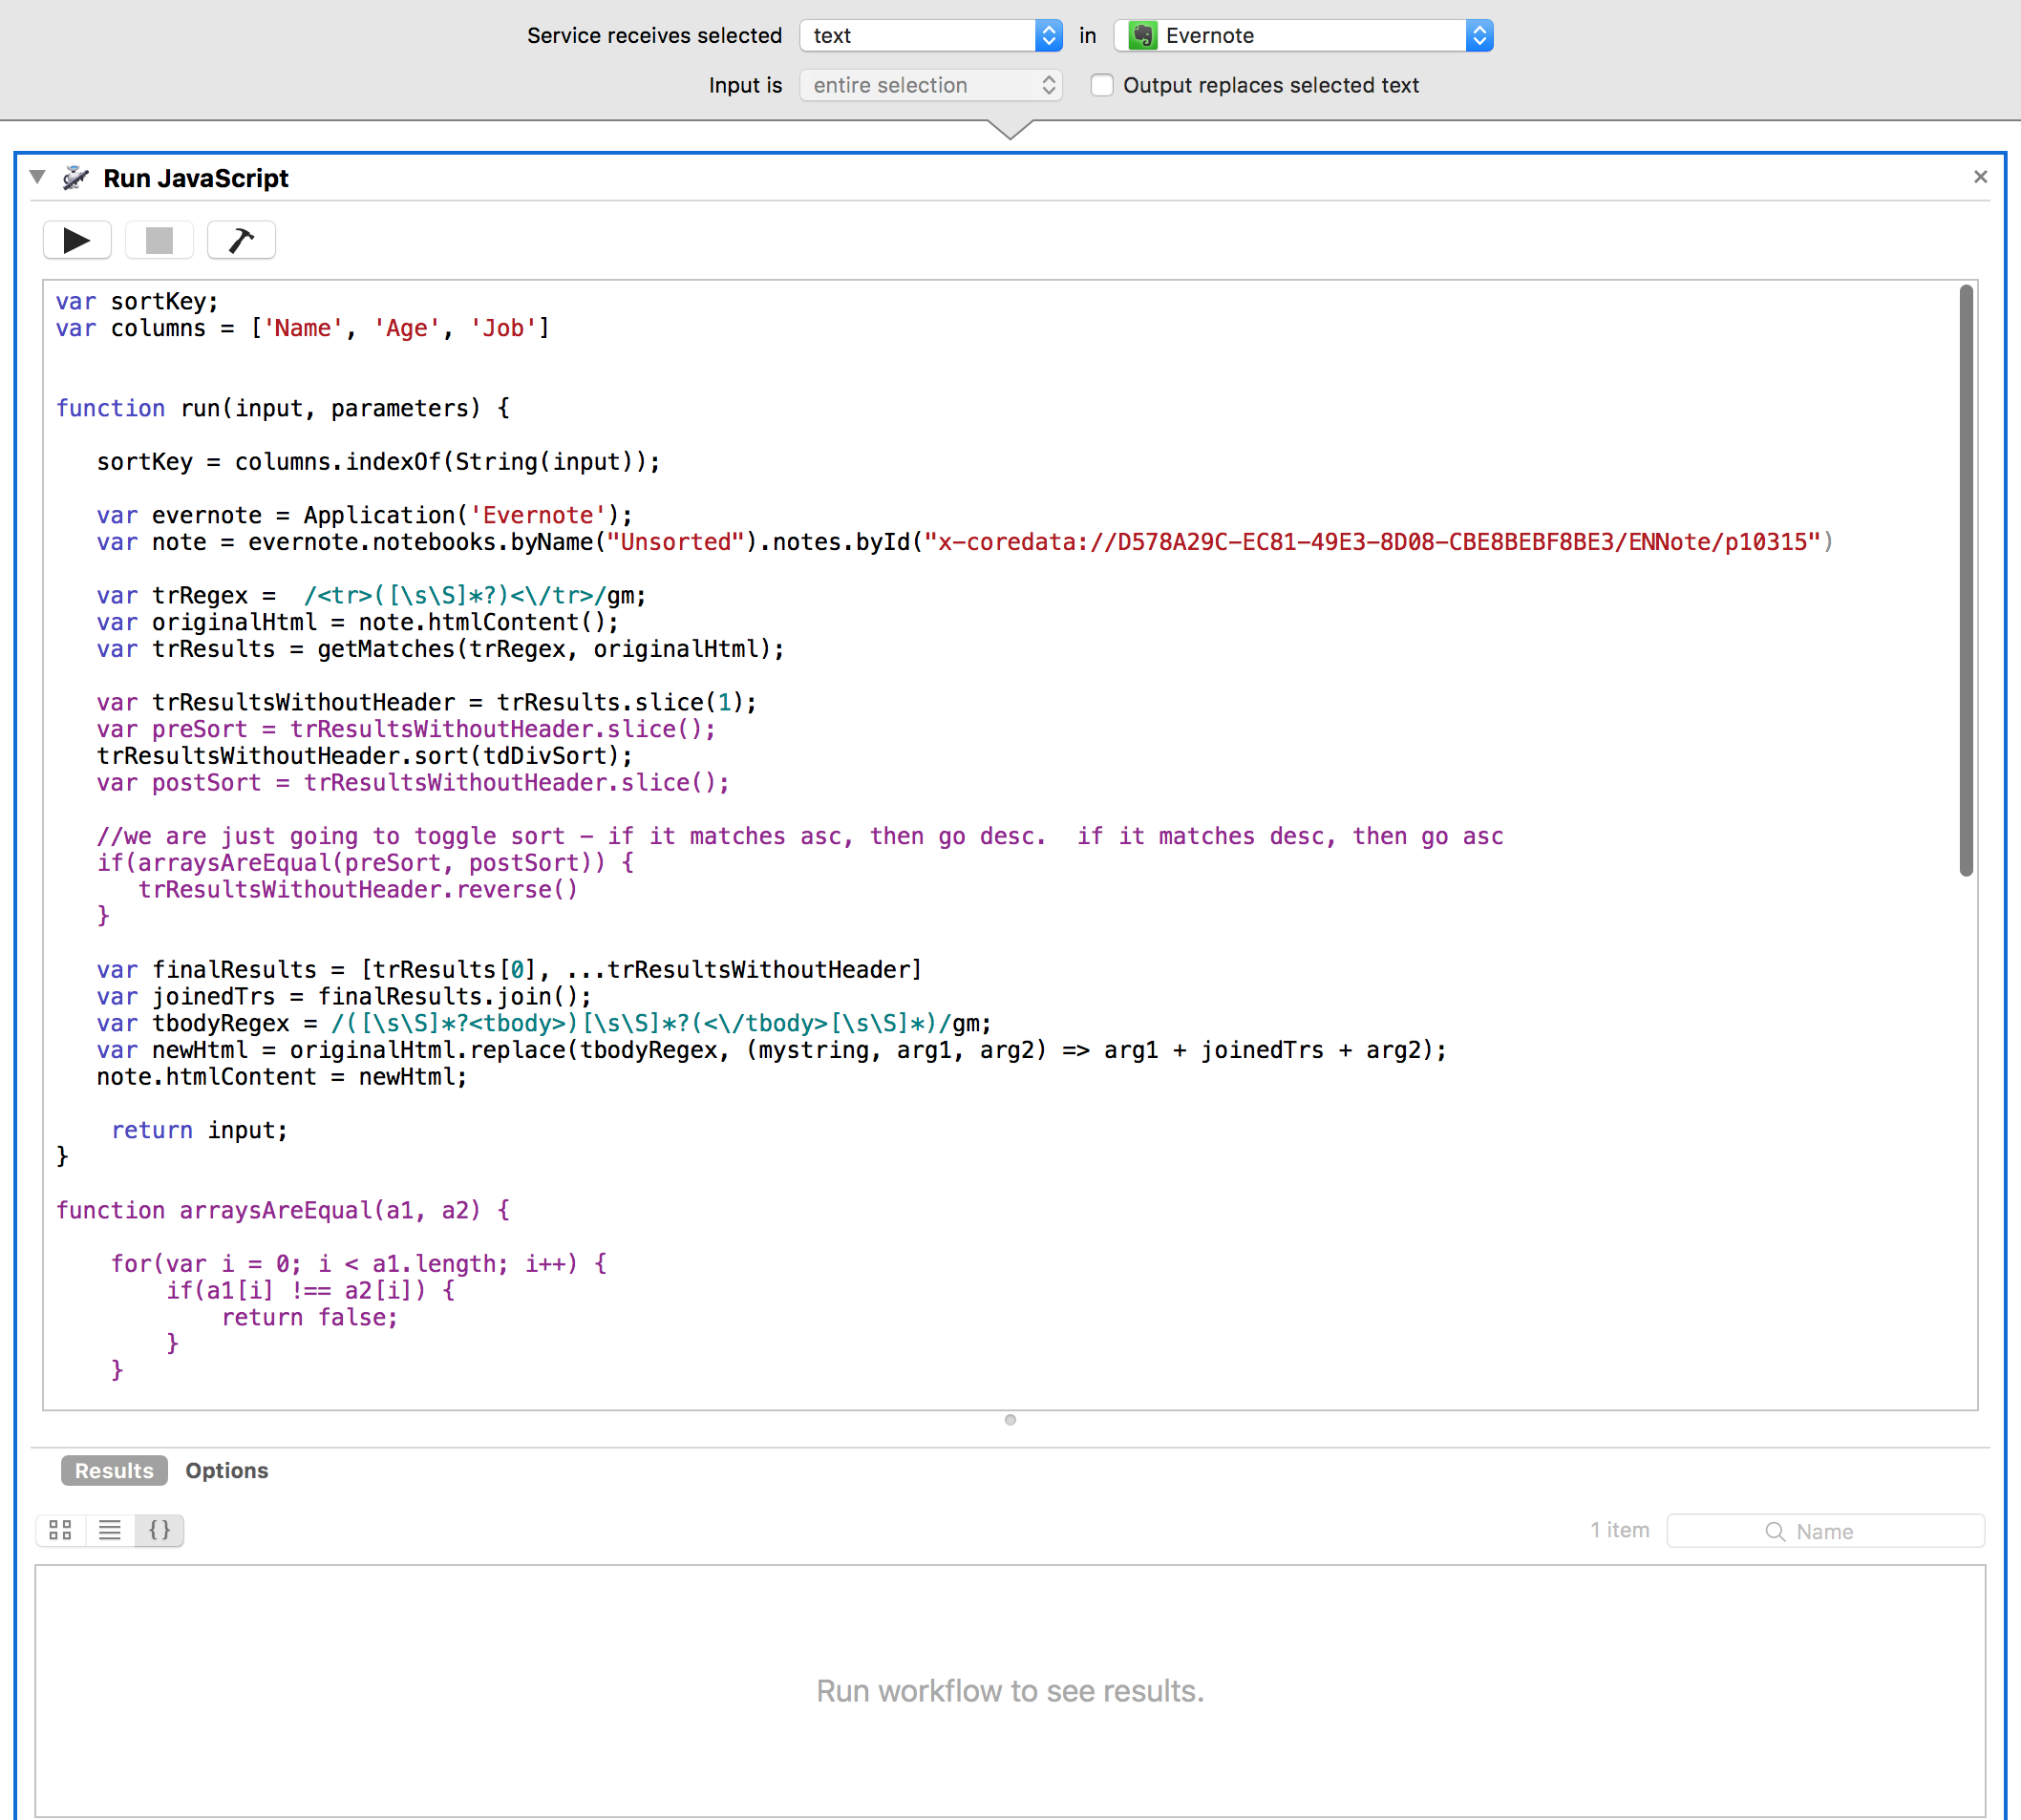 Service receives selected text in Evernote
Input is entire selection Output replaces selected text
Run JavaScript
var sortKey;
var columns = ['Name', 'Age', 'Job']
function run(input, parameters) {
sortKey = columns.indexOf(String(input));
var evernote = Application('Evernote');
var note = evernote.notebooks.byName("Unsorted").notes.byId("x-coredata://D578A29C-EC81-49E3-8D08-CBE8BEBF8BE3/ENNote/p10315")
var trRegex =  /<tr>([\s\S]*?)<\/tr>/gm;
var originalHtml = note.htmlContent();
var trResults = getMatches(trRegex, originalHtml);
var trResultsWithoutHeader = trResults.slice(1);
var preSort = trResultsWithoutHeader.slice();
trResultsWithoutHeader.sort(tdDivSort);
var postSort = trResultsWithoutHeader.slice();
//we are just going to toggle sort – if it matches asc, then go desc.  if it matches desc, then go asc
if(arraysAreEqual(preSort, postSort)) {
trResultsWithoutHeader.reverse()
}
var finalResults = [trResults[0], ...trResultsWithoutHeader]
var joinedTrs = finalResults.join();
var tbodyRegex = /([\s\S]*?<tbody>)[\s\S]*?(<\/tbody>[\s\S]*)/gm;
var newHtml = originalHtml.replace(tbodyRegex, (mystring, arg1, arg2) => arg1 + joinedTrs + arg2);
note.htmlContent = newHtml;
return input;
}
function arraysAreEqual(a1, a2) {
for(var i = 0; i < a1.length; i++) {
if(a1[i] !== a2[i]) {
return false;
}
}
Results Options
{} 1 item Name
Run workflow to see results.